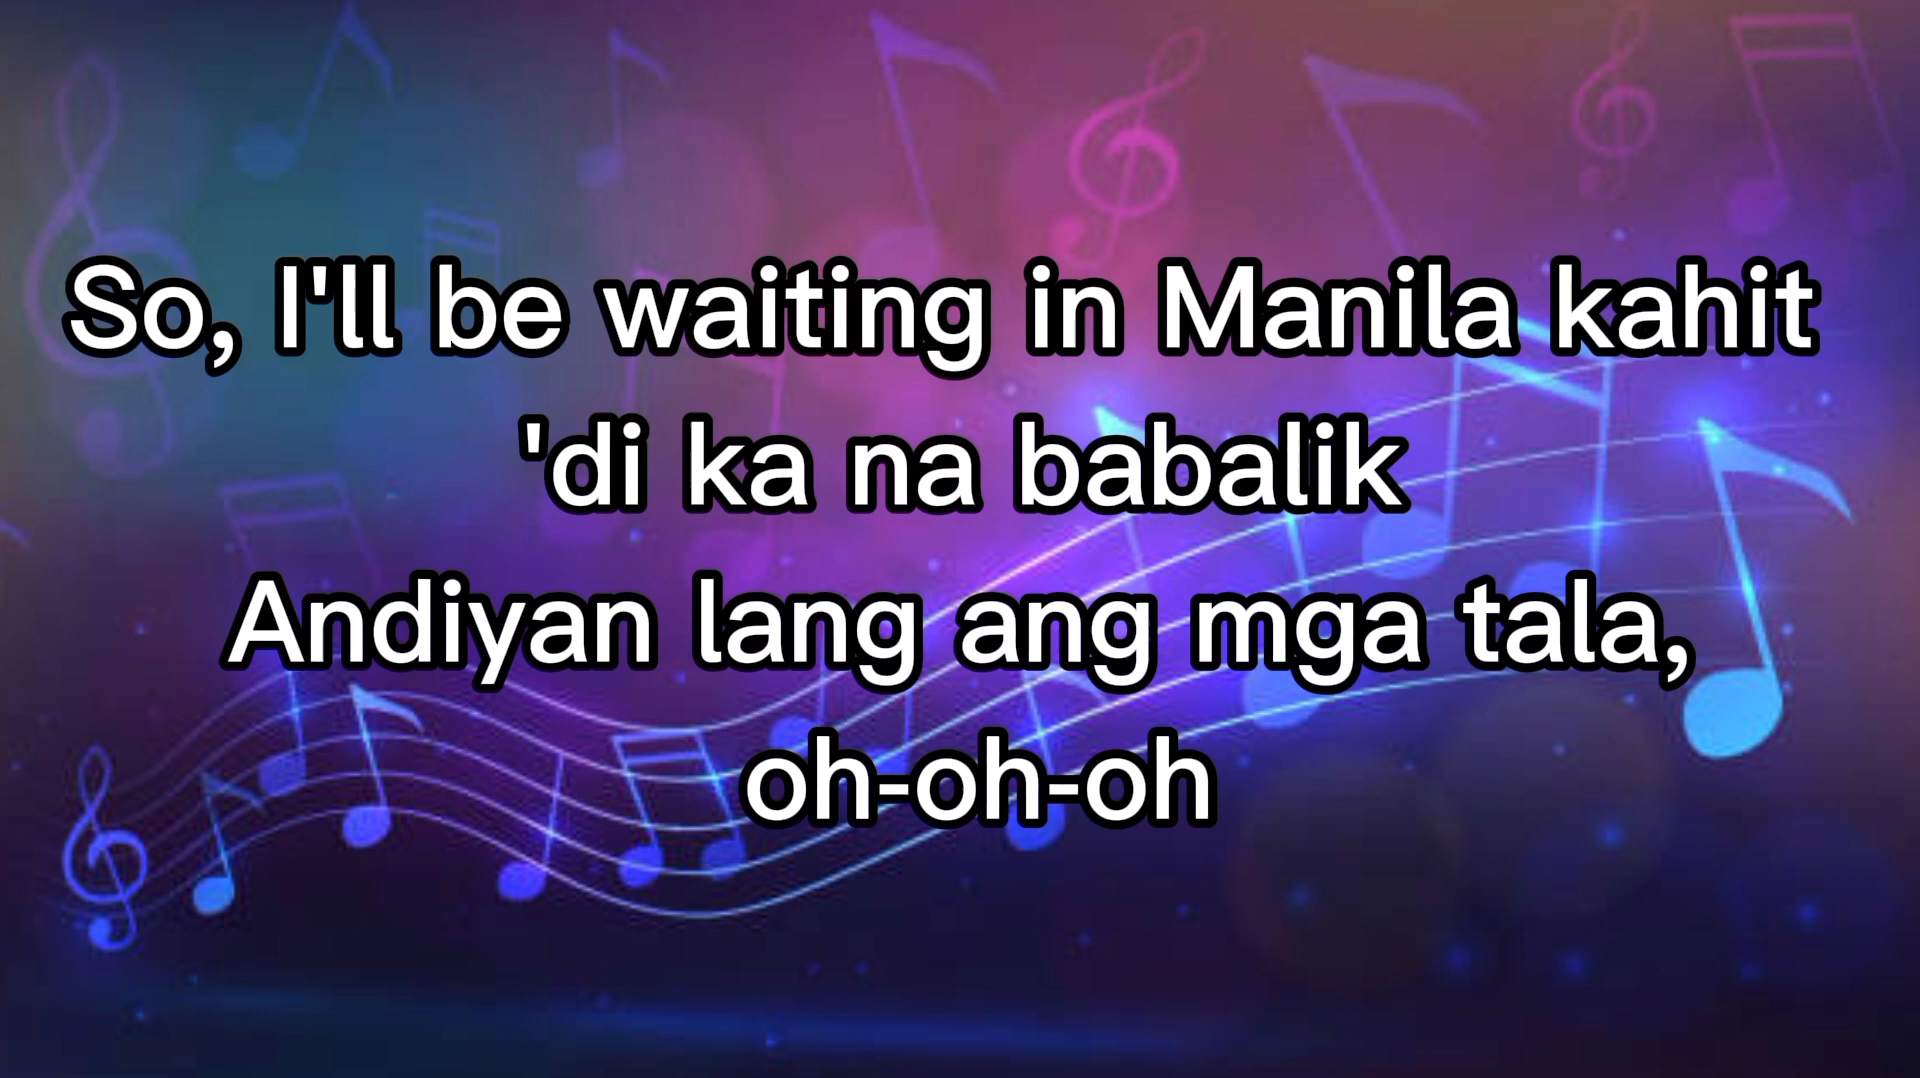 So, I'll be waiting in Manila kahit
'di ka na babalik
Andiyan lang ang mga tala,
oh-oh-oh